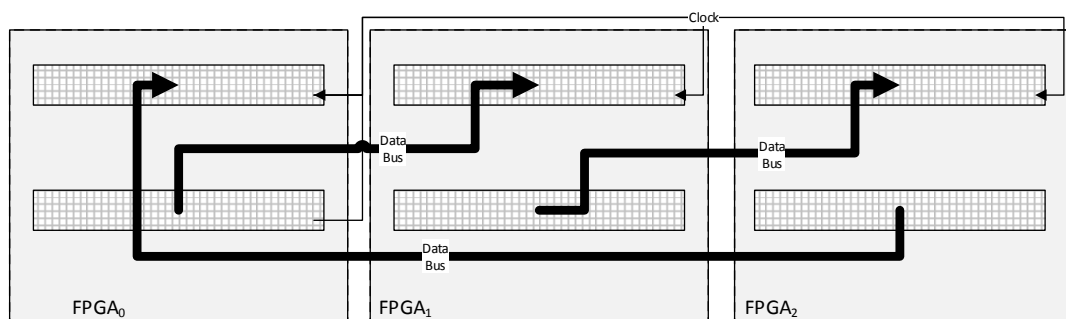 Clock
Data
Bus
Data
Bus
Data
Bus
FPGA₀
FPGA₁
FPGA₂